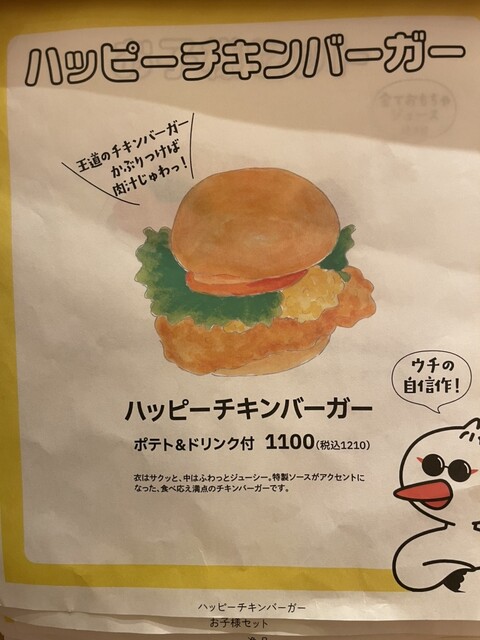 ハッピーチキンバーガー
王道のチキンバーガー
かぶりつけば
肉汁じゅわっ!
ウチの
自信作!
ハッピーチキンバーガー
ポテト&ドリンク付 1100(税込1210)
衣はサクッと、中はふわっとジューシー。特製ソースがアクセントに
なった、食べ応え満点のチキンバーガーです。
ハッピーチキンバーガー
お子様セット